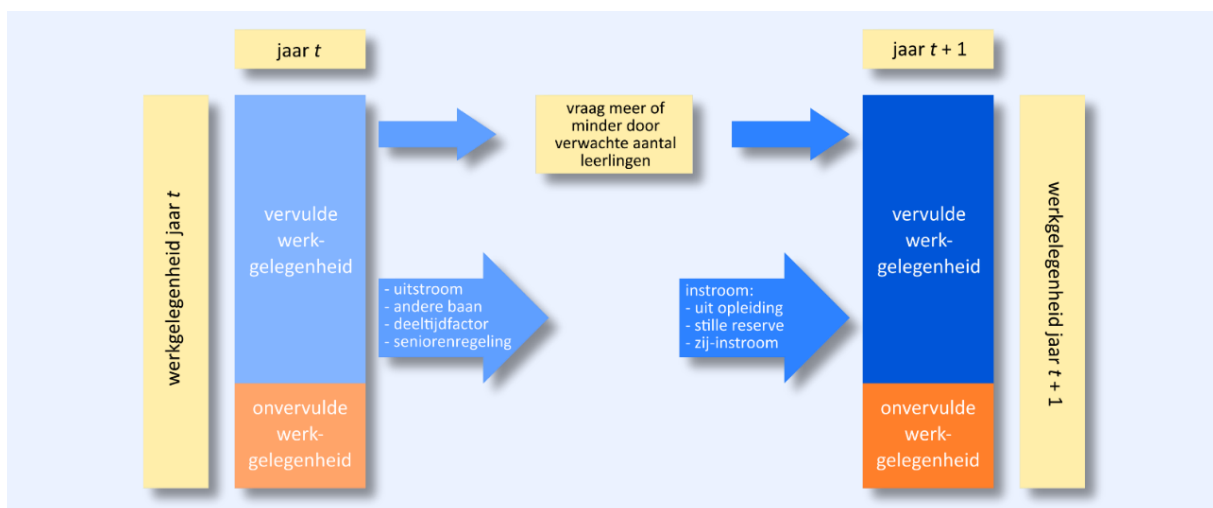 jaar t
jaar t + 1
werkgelegenheid jaar t
vervulde
werk-
gelegenheid
onvervulde
werk-
gelegenheid
vraag meer of
minder door
verwachte aantal
leerlingen
- uitstroom
- andere baan
- deeltijdfactor
- seniorenregeling
instroom:
- uit opleiding
- stille reserve
- zij-instroom
vervulde
werk-
gelegenheid
onvervulde
werk-
gelegenheid
werkgelegenheid jaar t + 1